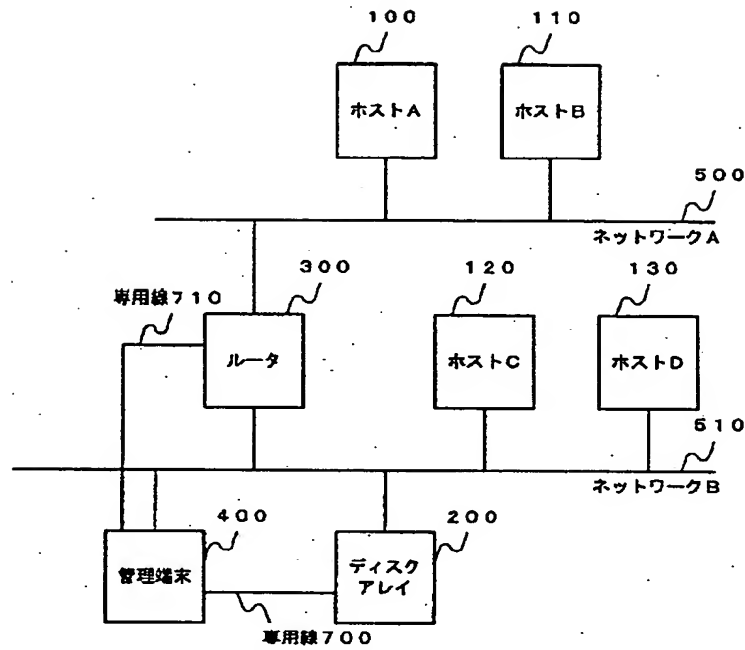 １００
１１０
ホストＡ
ホストＢ
５００
ネットワークＡ
３００
１２０
１３０
専用線７１０
ルータ
ホストＣ
ホストＤ
５１０
ネットワークＢ
４００
２００
管理端末
ディスク
アレイ
専用線７００